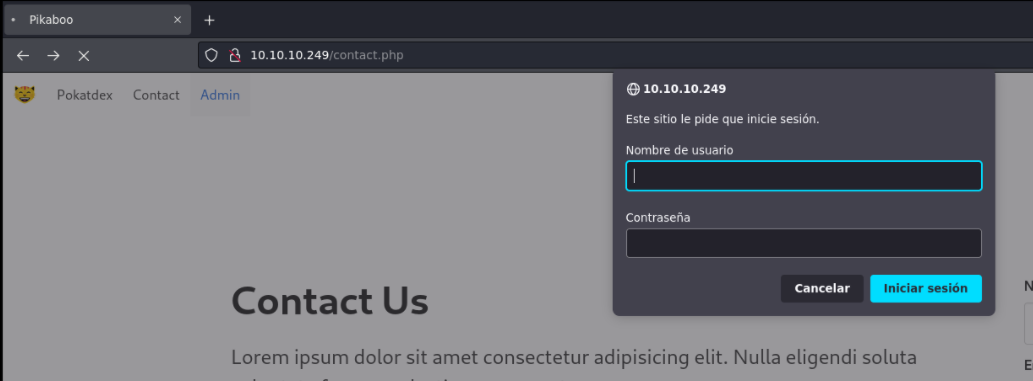 Pikaboo
10.10.10.249/contact.php
Pokatdex Contact Admin
10.10.10.249
Este sitio le pide que inicie sesión.
Nombre de usuario
Contraseña
Cancelar Iniciar sesión
Contact Us
Lorem ipsum dolor sit amet consectetur adipisicing elit. Nulla eligendi soluta